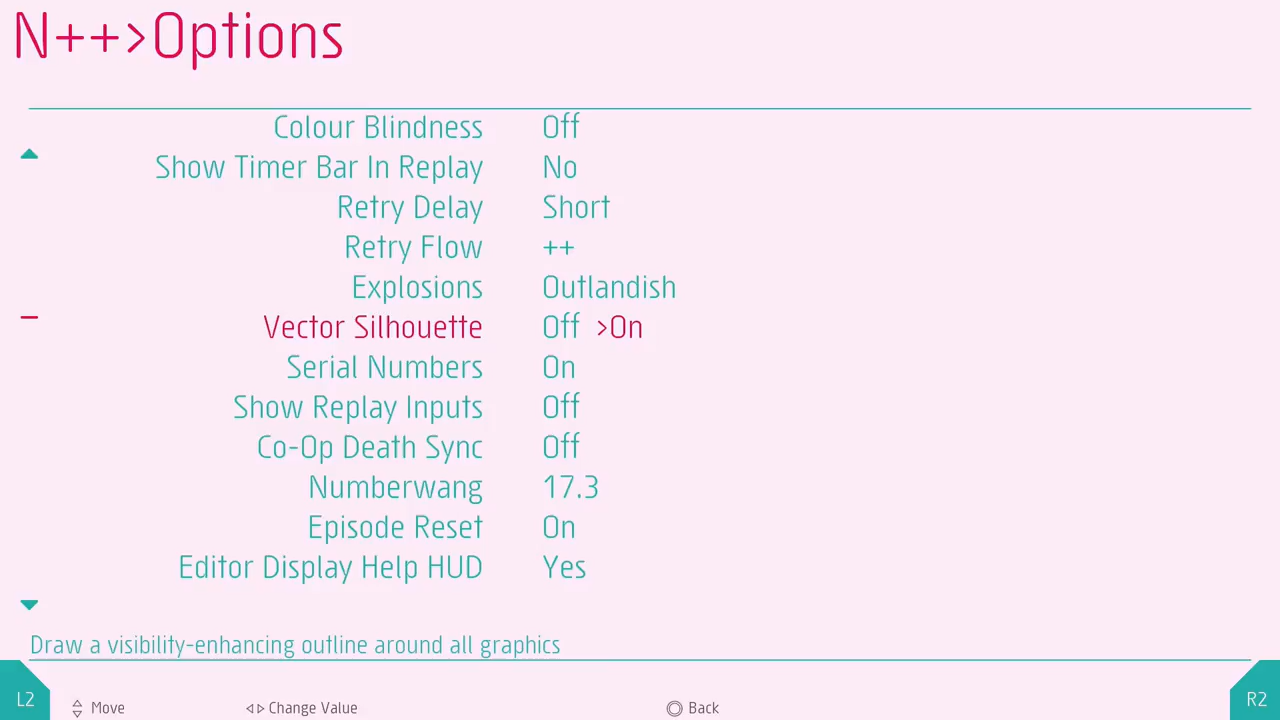 N++>Options
Colour Blindness Off
Show Timer Bar In Replay No
Retry Delay Short
Retry Flow ++
Explosions Outlandish
Vector Silhouette Off >On
Serial Numbers On
Show Replay Inputs Off
Co-Op Death Sync Off
Numberwang 17.3
Episode Reset On
Editor Display Help HUD Yes
Draw a visibility-enhancing outline around all graphics
L2 Move Change Value Back R2